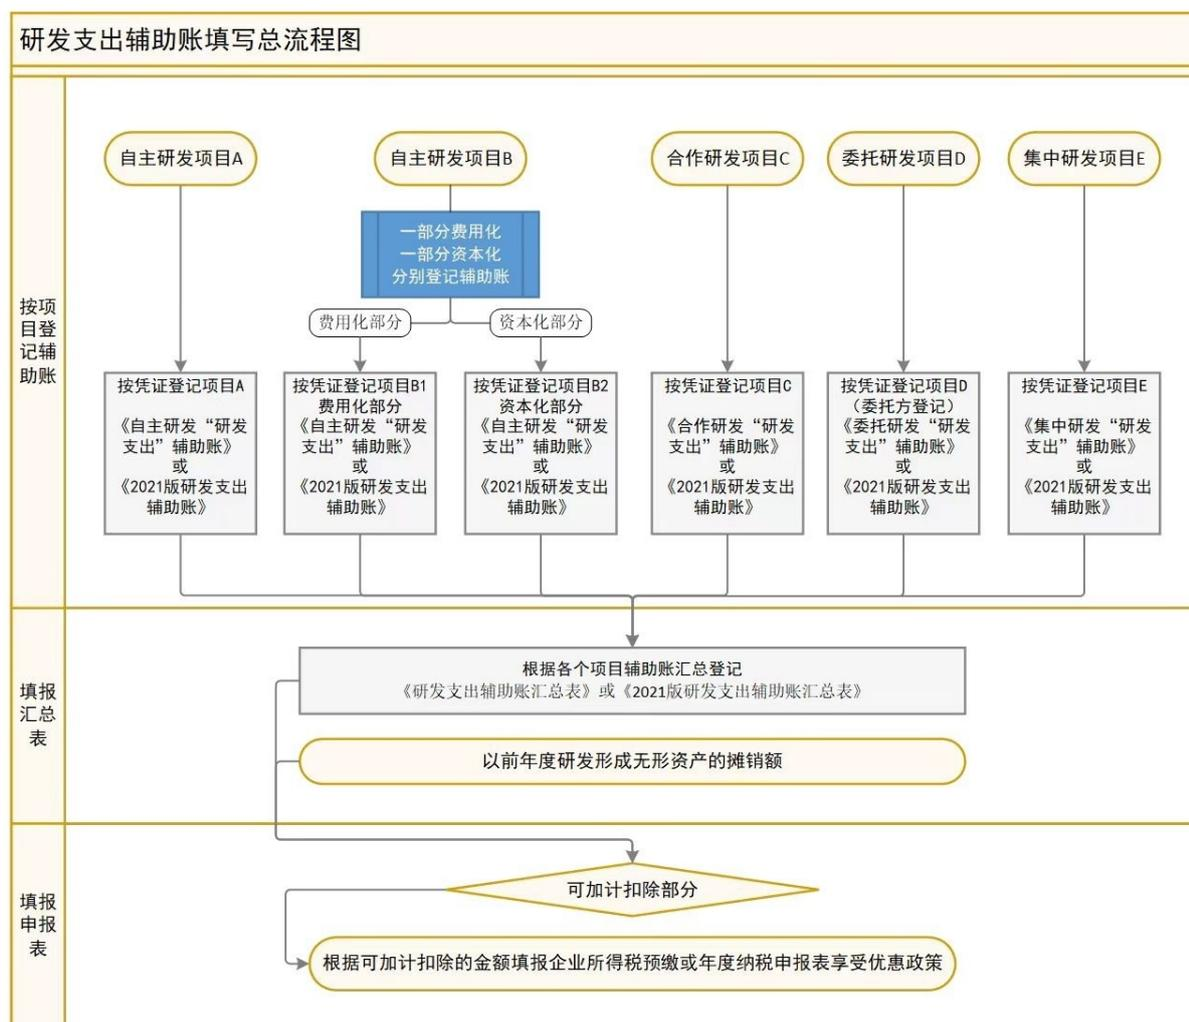 研发支出辅助账填写总流程图
按项
目登
记辅
助账
自主研发项目A
自主研发项目B
合作研发项目C
委托研发项目D
集中研发项目E
一部分费用化
一部分资本化
分别登记辅助账
费用化部分
资本化部分
按凭证登记项目A
《自主研发“研发
支出”辅助账》
或
《2021版研发支出
辅助账》
按凭证登记项目B1
费用化部分
《自主研发“研发
支出”辅助账》
或
《2021版研发支出
辅助账》
按凭证登记项目B2
资本化部分
《自主研发“研发
支出”辅助账》
或
《2021版研发支出
辅助账》
按凭证登记项目C
《合作研发“研发
支出”辅助账》
或
《2021版研发支出
辅助账》
按凭证登记项目D
（委托方登记）
《委托研发“研发
支出”辅助账》
或
《2021版研发支出
辅助账》
按凭证登记项目E
《集中研发“研发
支出”辅助账》
或
《2021版研发支出
辅助账》
填报
汇总
表
根据各个项目辅助账汇总登记
《研发支出辅助账汇总表》或《2021版研发支出辅助账汇总表》
以前年度研发形成无形资产的摊销额
填报
申报
表
可加计扣除部分
根据可加计扣除的金额填报企业所得税预缴或年度纳税申报表享受优惠政策